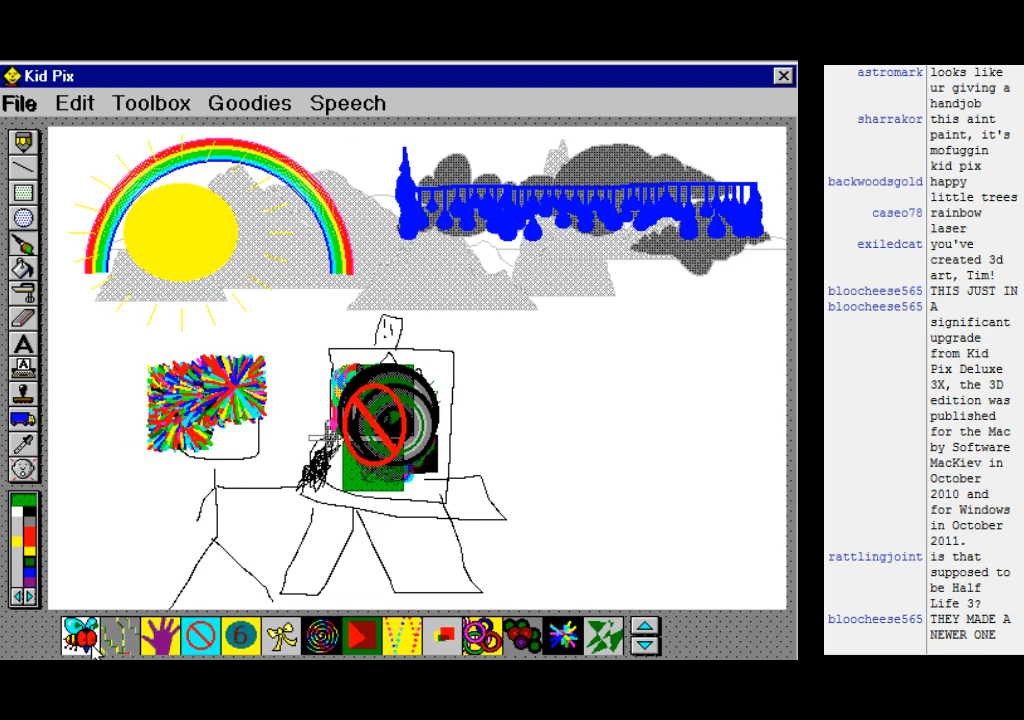 Kid Pix
File Edit Toolbox Goodies Speech
A
A
6
astromark looks like
ur giving a
handjob
sharrakor this aint
paint, it's
mofuggin
kid pix
backwoodsgold happy
little trees
caseo78 rainbow
laser
exiledcat you've
created 3d
art, Tim!
bloocheese565 THIS JUST IN
bloocheese565 A
significant
upgrade
from Kid
Pix Deluxe
3X, the 3D
edition was
published
for the Mac
by Software
MacKiev in
October
2010 and
for Windows
in October
2011.
rattlingjoint is that
supposed to
be Half
Life 3?
bloocheese565 THEY MADE A
NEWER ONE